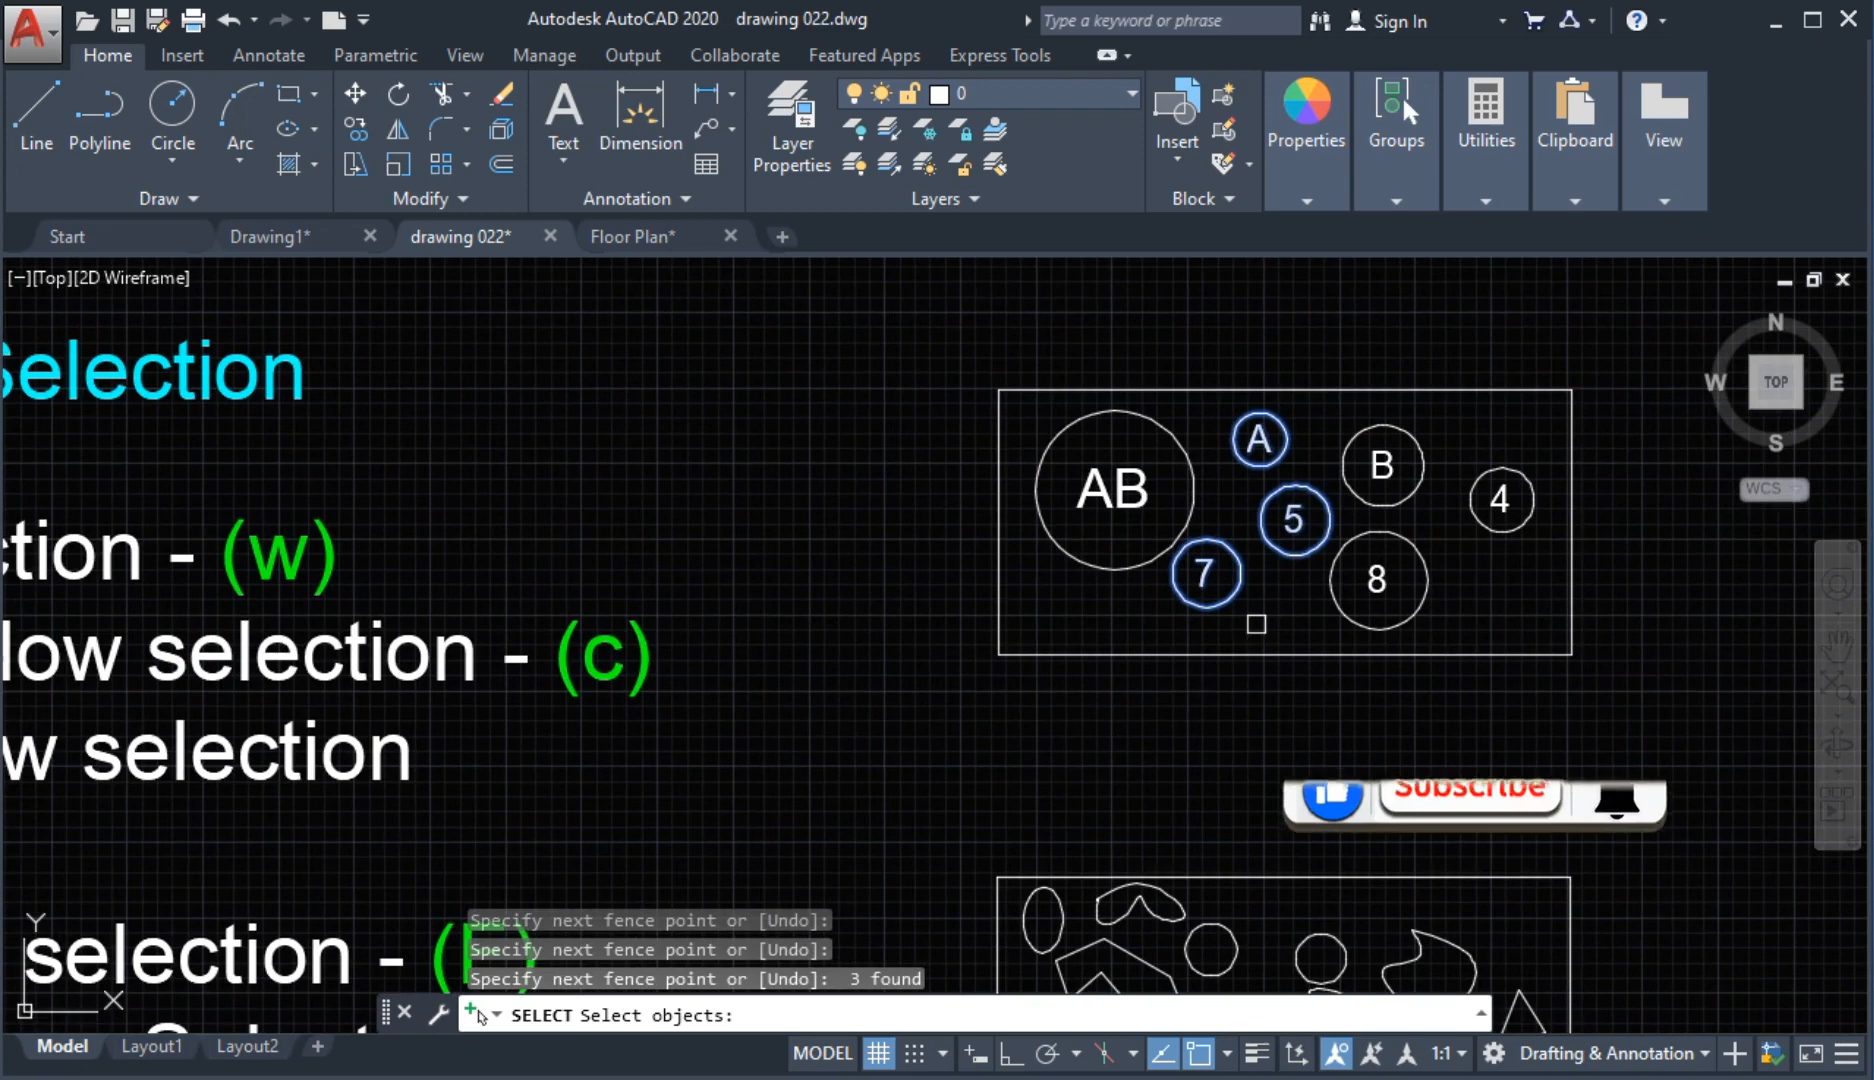 Autodesk AutoCAD 2020 drawing 022.dwg
Type a keyword or phrase
Sign In
Home Insert Annotate Parametric View Manage Output Collaborate Featured Apps Express Tools
0
Line Polyline Circle Arc
Text Dimension
Layer
Properties
Insert
Properties Groups Utilities Clipboard View
Draw Modify Annotation Layers Block
Start Drawing1* drawing 022* Floor Plan*
[−][Top][2D Wireframe]
N
W TOP E
S
WCS
Selection
ction - (w)
low selection - (c)
w selection
selection - (F)
AB
A
B
4
5
7
8
Subscribe
Specify next fence point or [Undo]:
Specify next fence point or [Undo]:
Specify next fence point or [Undo]: 3 found
SELECT Select objects:
Y
X
Model Layout1 Layout2
MODEL 1:1 Drafting & Annotation